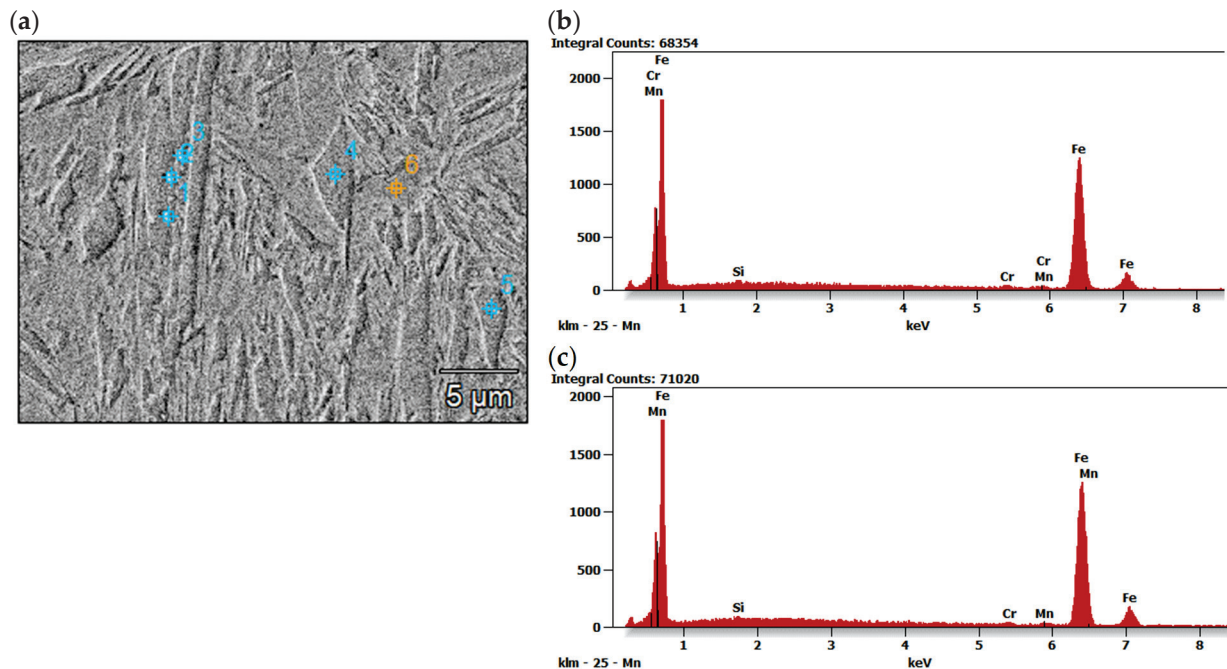 (a)
3
2
1
4
6
5
5 µm
(b)
Integral Counts: 68354
Fe
Cr
Mn
2000
1500
1000
500
0
Si
Cr
Cr
Mn
Fe
Fe
1 2 3 4 5 6 7 8
klm - 25 - Mn keV
(c)
Integral Counts: 71020
Fe
Mn
2000
1500
1000
500
0
Si
Cr
Mn
Fe
Mn
Fe
1 2 3 4 5 6 7 8
klm - 25 - Mn keV